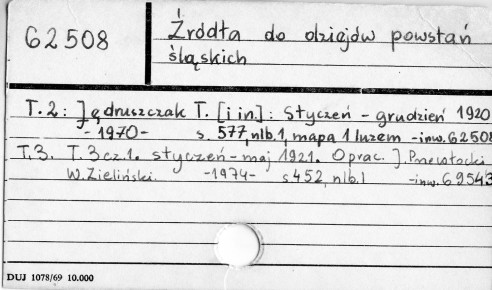 62508
Źródła do dziejów powstań
śląskich
T.2: Jędruszczak T. [i in.]: styczeń - grudzień 1920
- 1970 - s. 577, nlb.1, mapa 1 luzem - inw. 62508
T.3. T.3 cz.1. styczeń - maj 1921. Oprac. J. Przewłocki
W. Zieliński. - 1974 - s 452, nlb.1 - inw. 69543
DUJ 1078/69 10.000